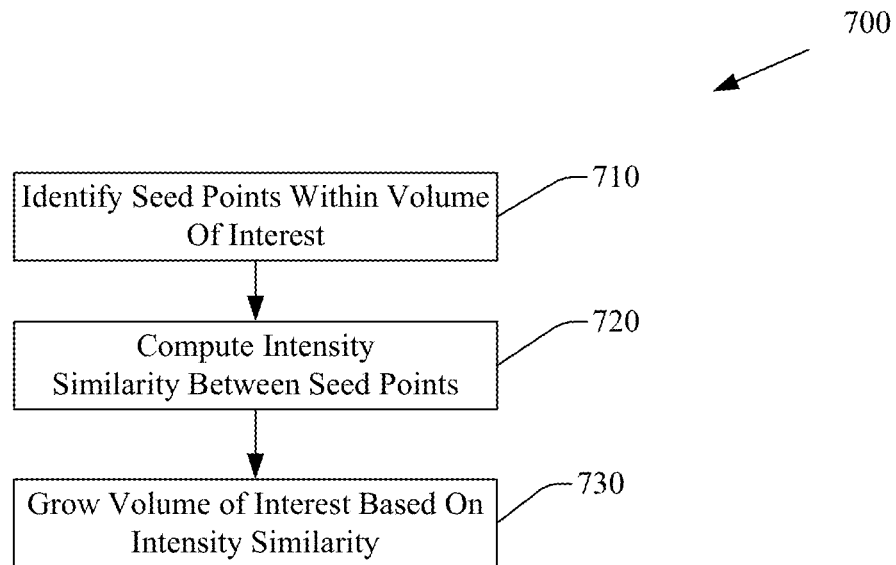 700
Identify Seed Points Within Volume
Of Interest
710
Compute Intensity
Similarity Between Seed Points
720
Grow Volume of Interest Based On
Intensity Similarity
730